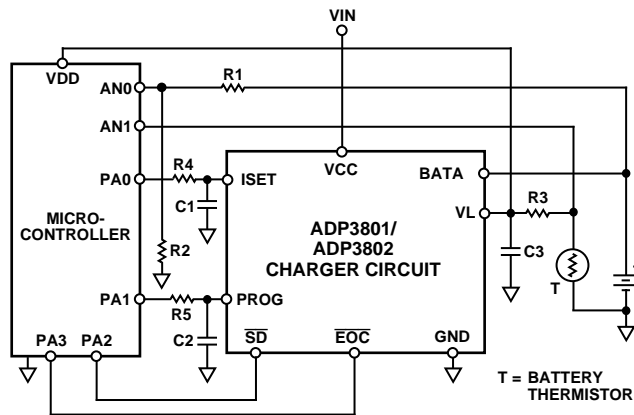 VIN
VDD
AN0
R1
AN1
PA0
R4
ISET
VCC
BATA
C1
MICRO-
CONTROLLER
R2
ADP3801/
ADP3802
CHARGER CIRCUIT
VL
R3
C3
T
PA1
R5
PROG
C2
PA3
PA2
SD
EOC
GND
T = BATTERY
THERMISTOR